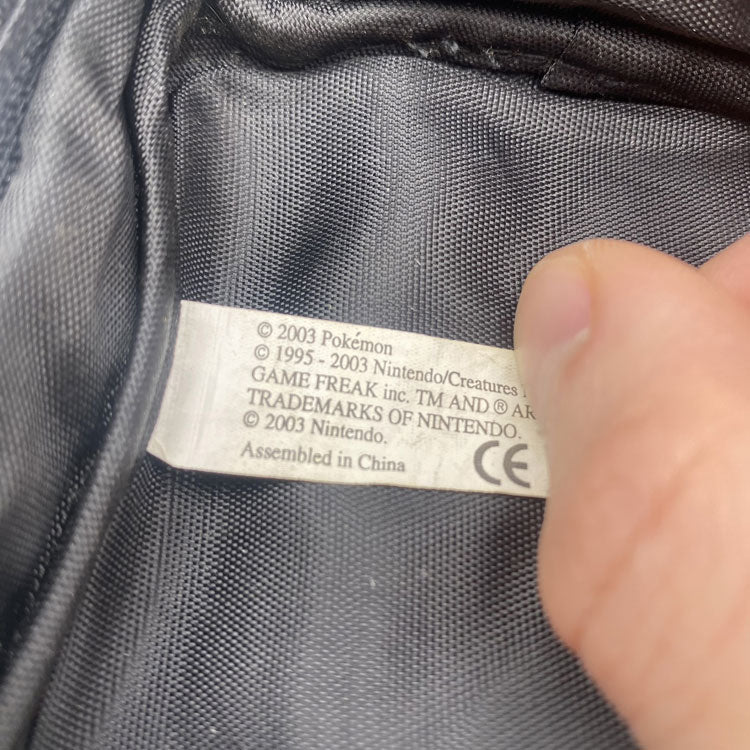 © 2003 Pokémon
© 1995 - 2003 Nintendo/Creatures
GAME FREAK inc. TM AND ® AR
TRADEMARKS OF NINTENDO.
© 2003 Nintendo.
Assembled in China CE